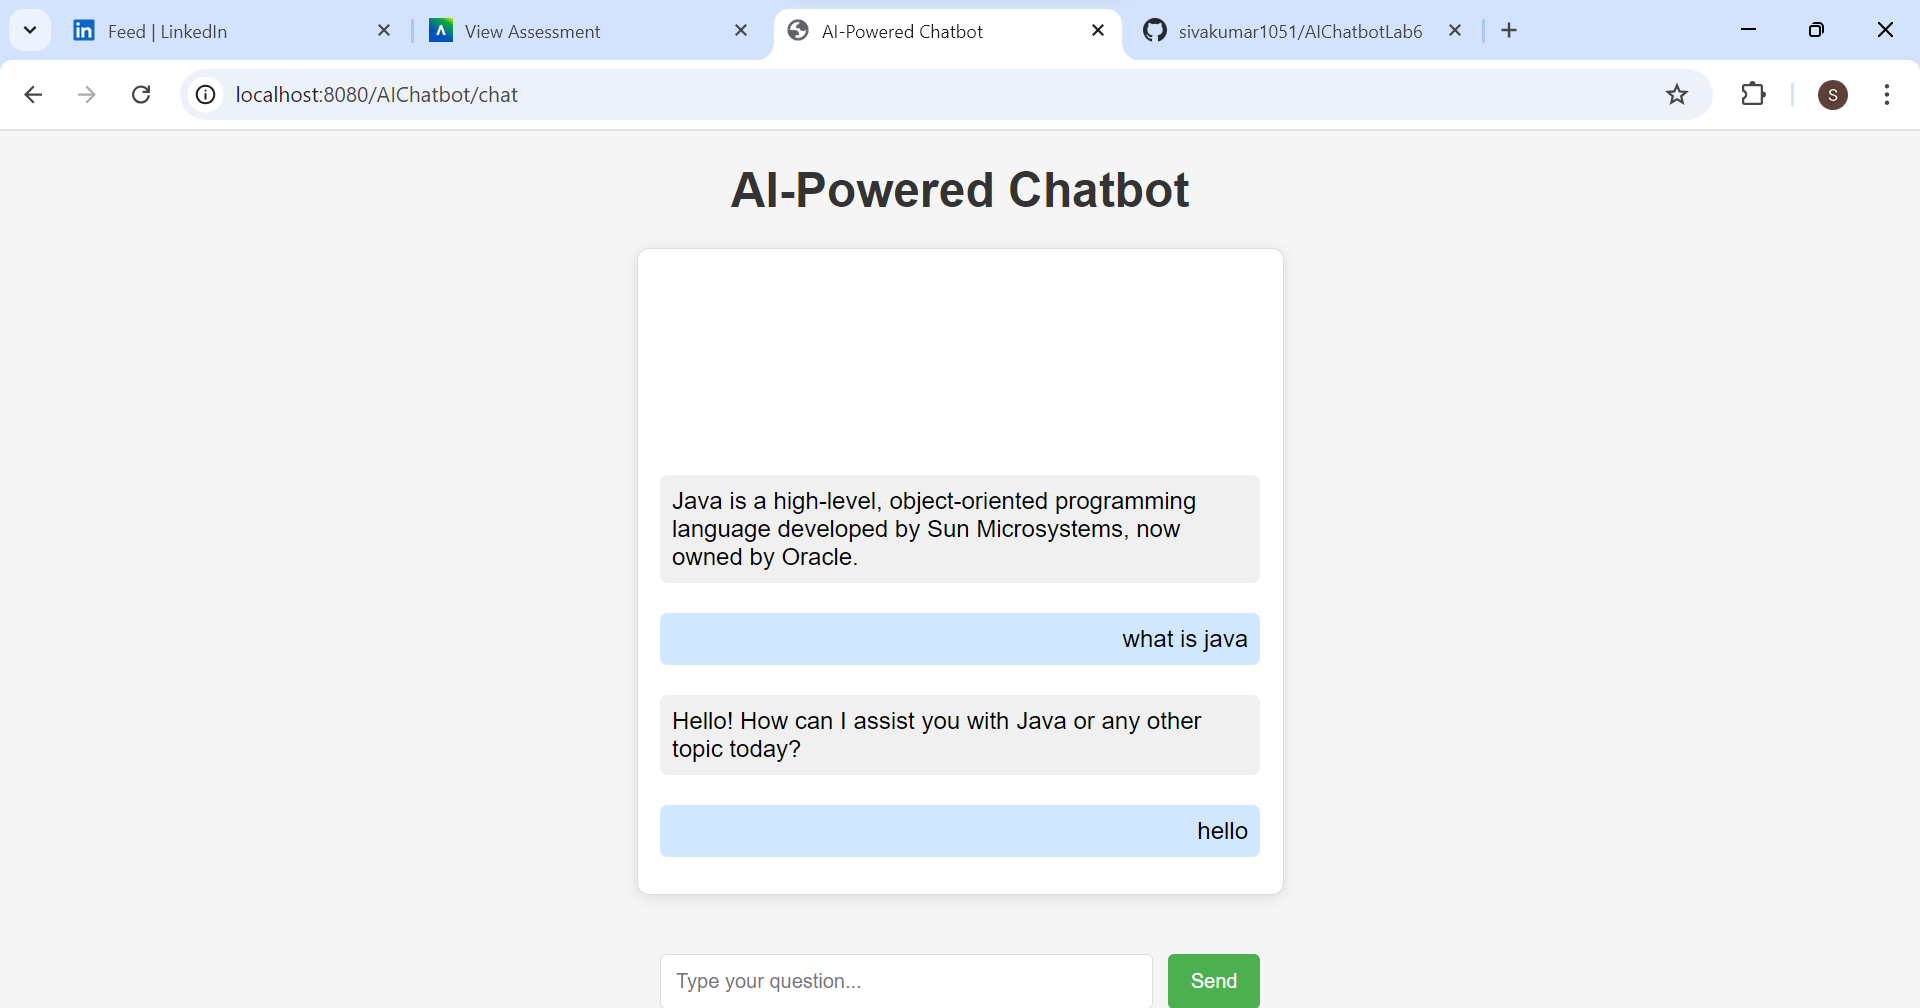 Feed | LinkedIn
View Assessment
AI-Powered Chatbot
sivakumar1051/AIChatbotLab6
localhost:8080/AIChatbot/chat
S
AI-Powered Chatbot
Java is a high-level, object-oriented programming
language developed by Sun Microsystems, now
owned by Oracle.
what is java
Hello! How can I assist you with Java or any other
topic today?
hello
Type your question...
Send